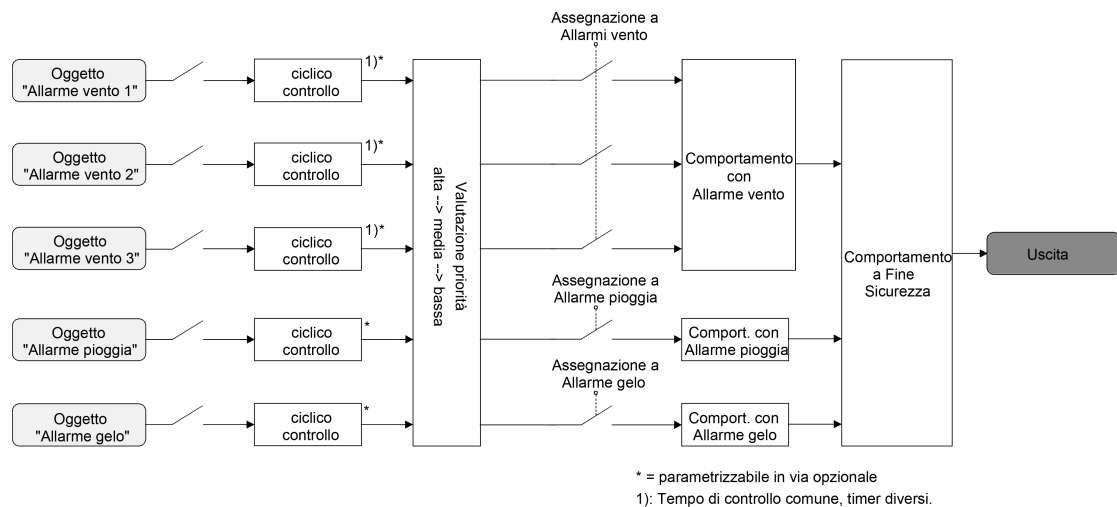 Assegnazione a
Allarmi vento
Oggetto
"Allarme vento 1"
ciclico
controllo
1)*
Oggetto
"Allarme vento 2"
ciclico
controllo
1)*
Oggetto
"Allarme vento 3"
ciclico
controllo
1)*
Oggetto
"Allarme pioggia"
ciclico
controllo
*
Oggetto
"Allarme gelo"
ciclico
controllo
*
Valutazione priorità
alta --> media --> bassa
Comportamento
con
Allarme vento
Assegnazione a
Allarme pioggia
Comport. con
Allarme pioggia
Assegnazione a
Allarme gelo
Comport. con
Allarme gelo
Comportamento
a Fine
Sicurezza
Uscita
* = parametrizzabile in via opzionale
1): Tempo di controllo comune, timer diversi.